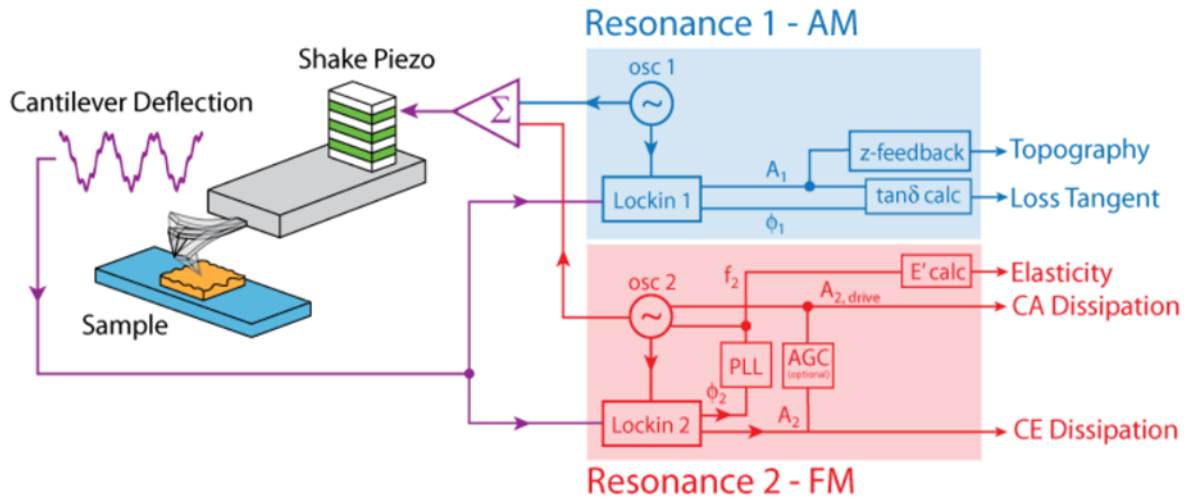 Resonance 1 - AM
Shake Piezo
osc 1
Cantilever Deflection
~
Σ
z-feedback
Topography
A1
Lockin 1
tanδ calc
Loss Tangent
ϕ1
E' calc
Elasticity
f2
osc 2
A2, drive
CA Dissipation
~
Sample
PLL
AGC
(optional)
ϕ2
A2
Lockin 2
CE Dissipation
Resonance 2 - FM